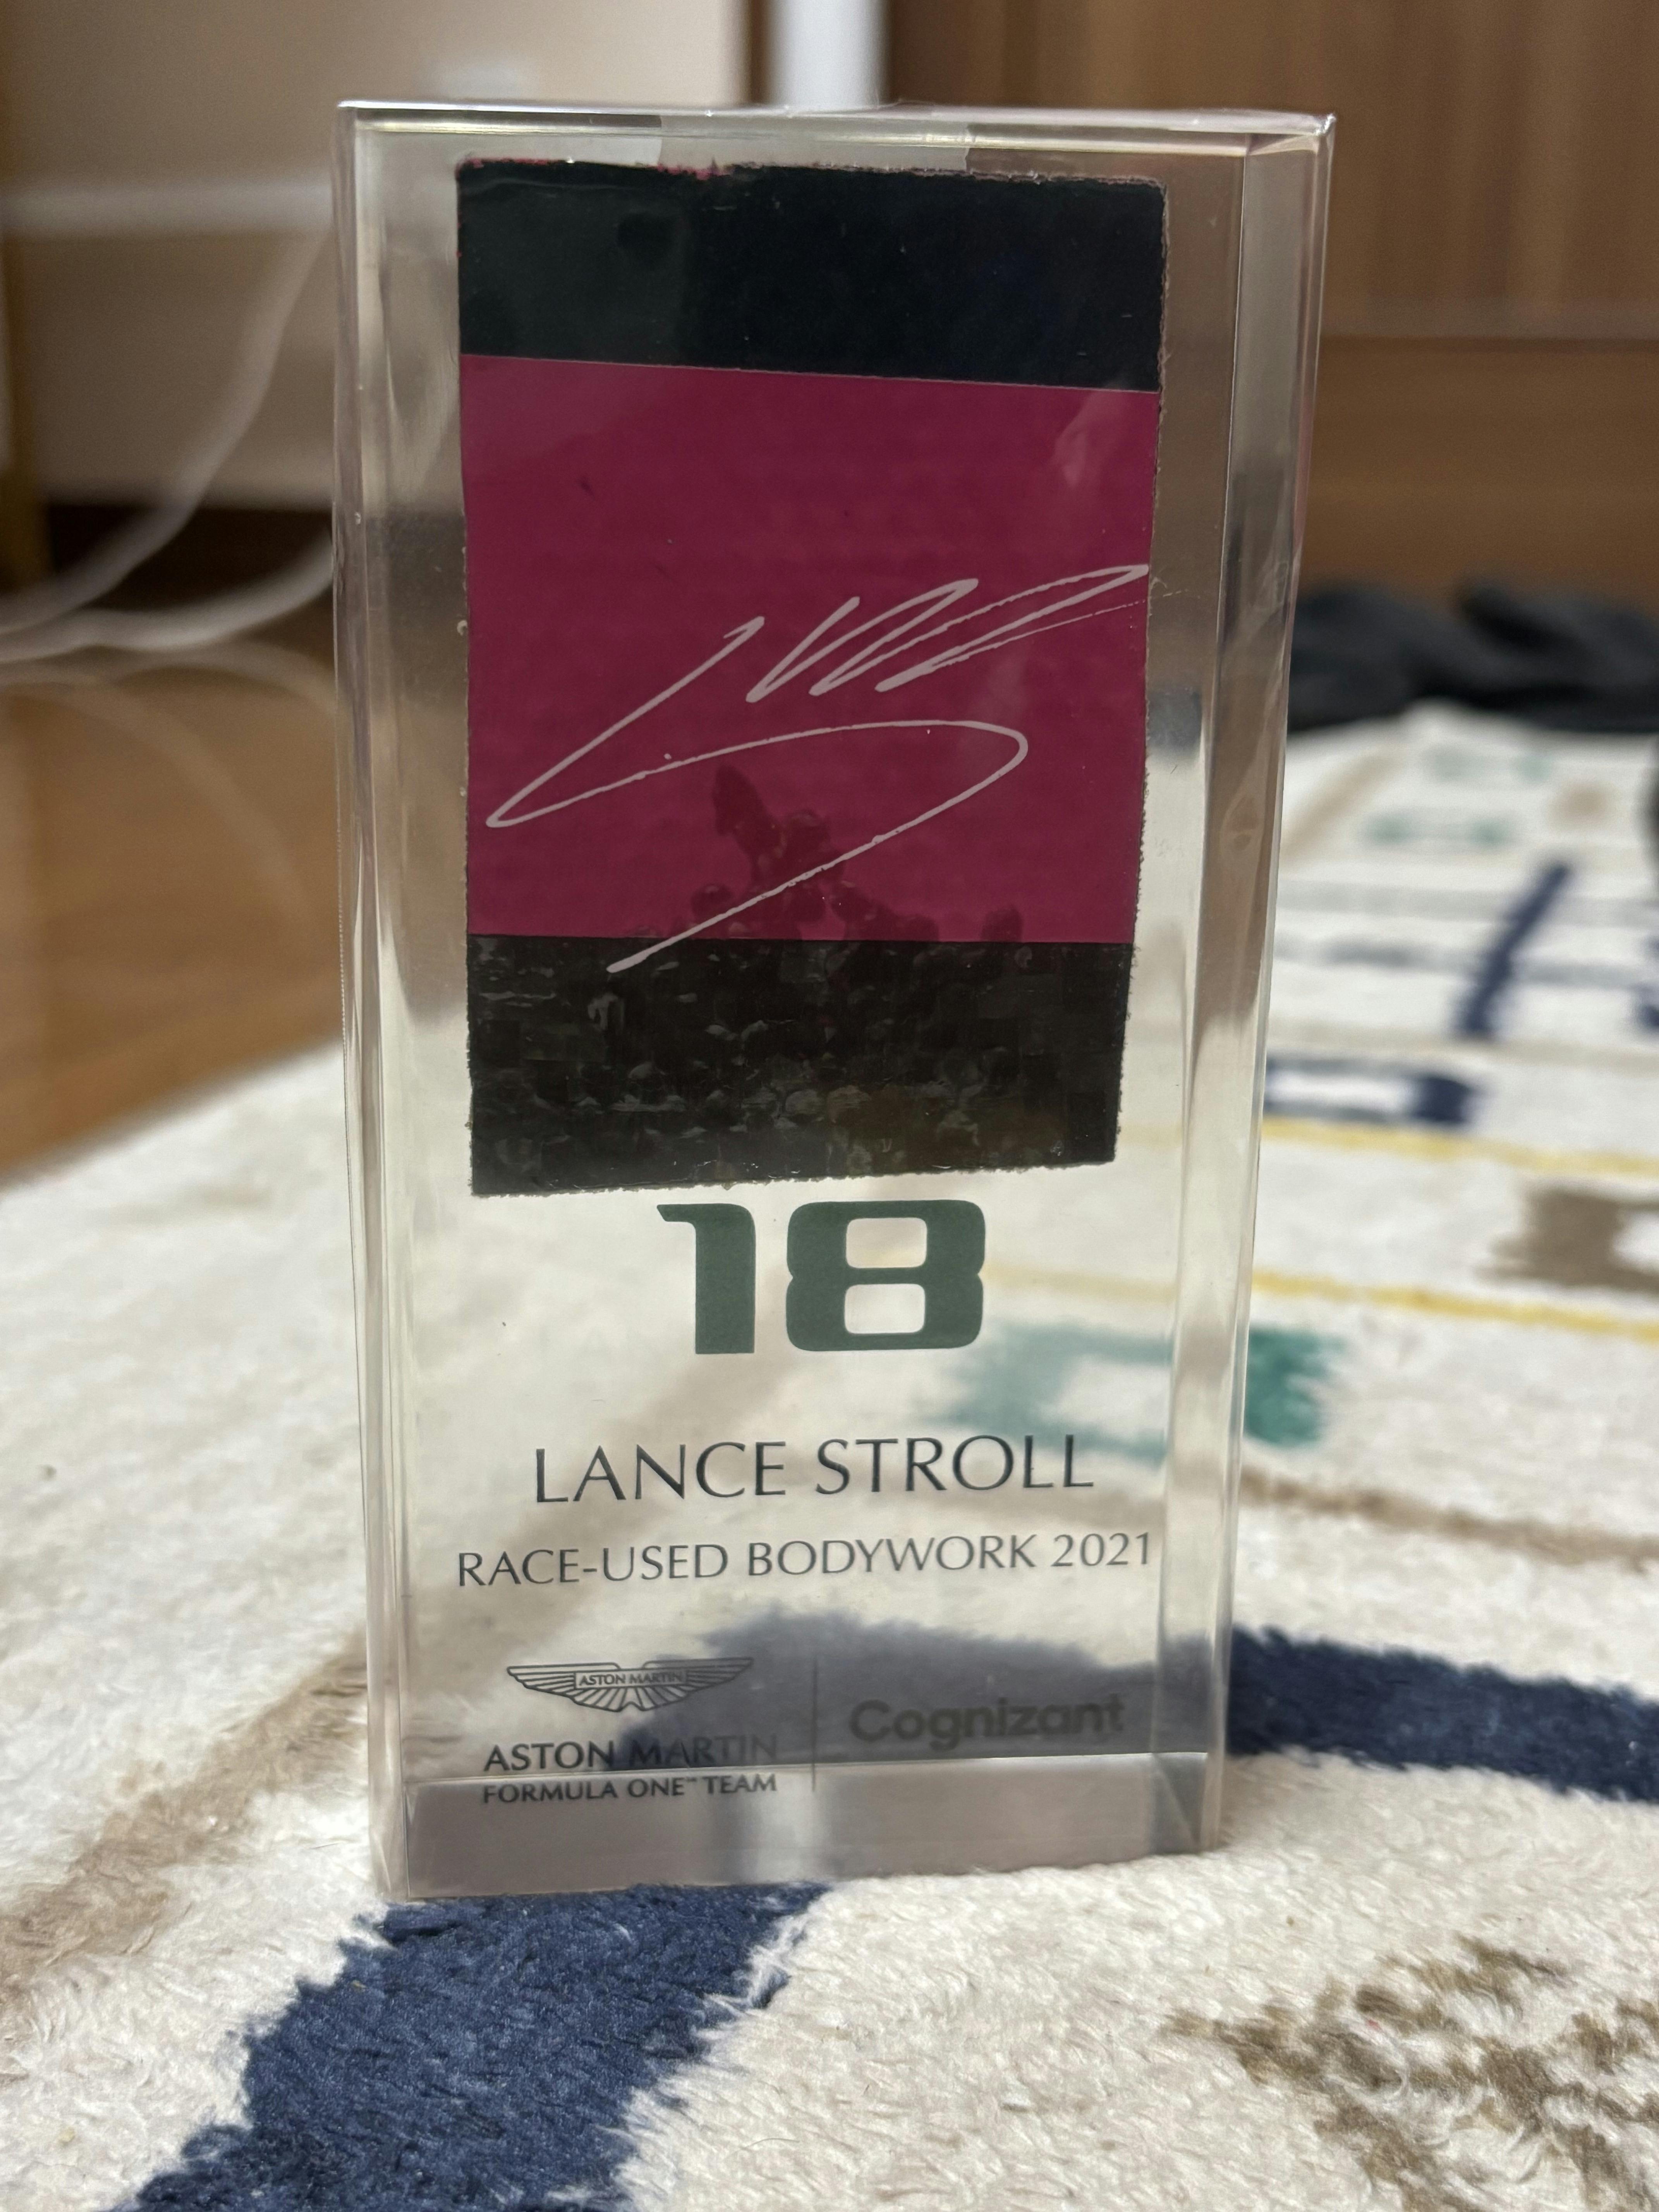 18
LANCE STROLL
RACE-USED BODYWORK 2021
ASTON MARTIN
ASTON MARTIN
FORMULA ONE™ TEAM
Cognizant